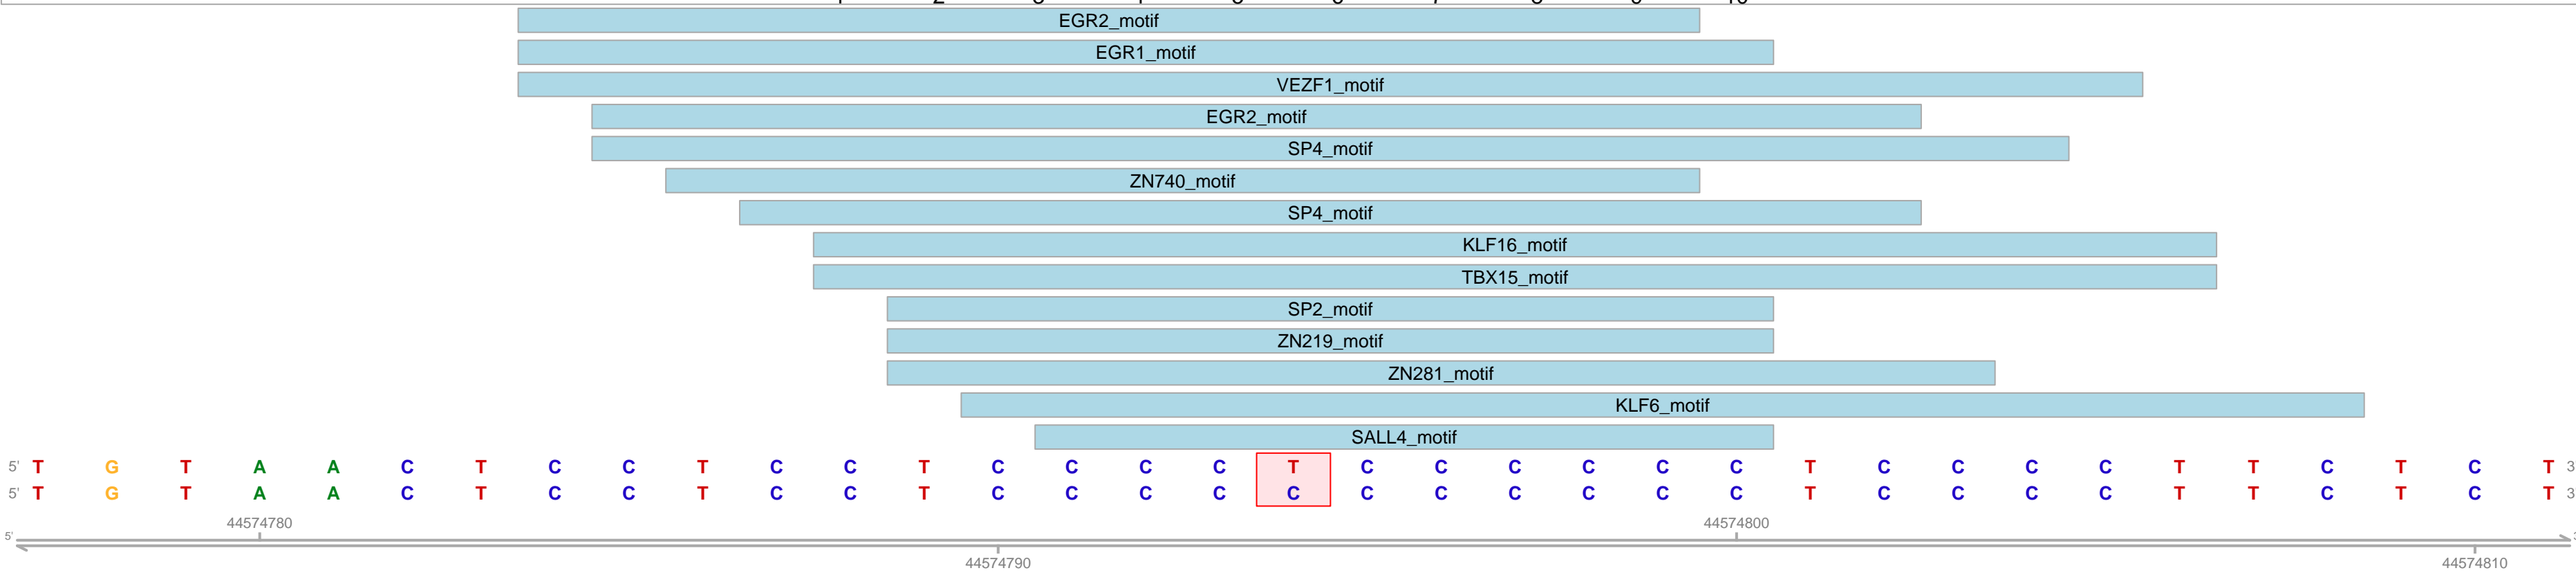 EGR2_motif
EGR1_motif
VEZF1_motif
EGR2_motif
SP4_motif
ZN740_motif
SP4_motif
KLF16_motif
TBX15_motif
SP2_motif
ZN219_motif
ZN281_motif
KLF6_motif
SALL4_motif
5' T G T A A C T C C T C C T C C C C T C C C C C C T C C C C T T C T C T 3
5' T G T A A C T C C T C C T C C C C C C C C C C C T C C C C T T C T C T 3
44574780 44574800
5'
44574790 44574810